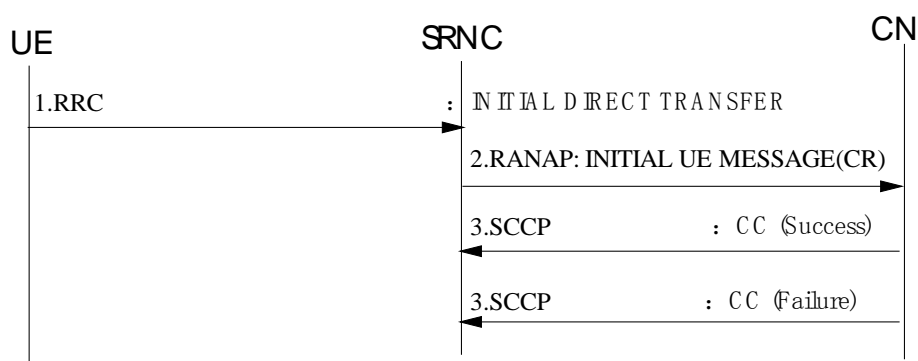 UE
SRNC
CN
1.RRC : INITIAL DIRECT TRANSFER
2.RANAP: INITIAL UE MESSAGE(CR)
3.SCCP : CC (Success)
3.SCCP : CC (Failure)